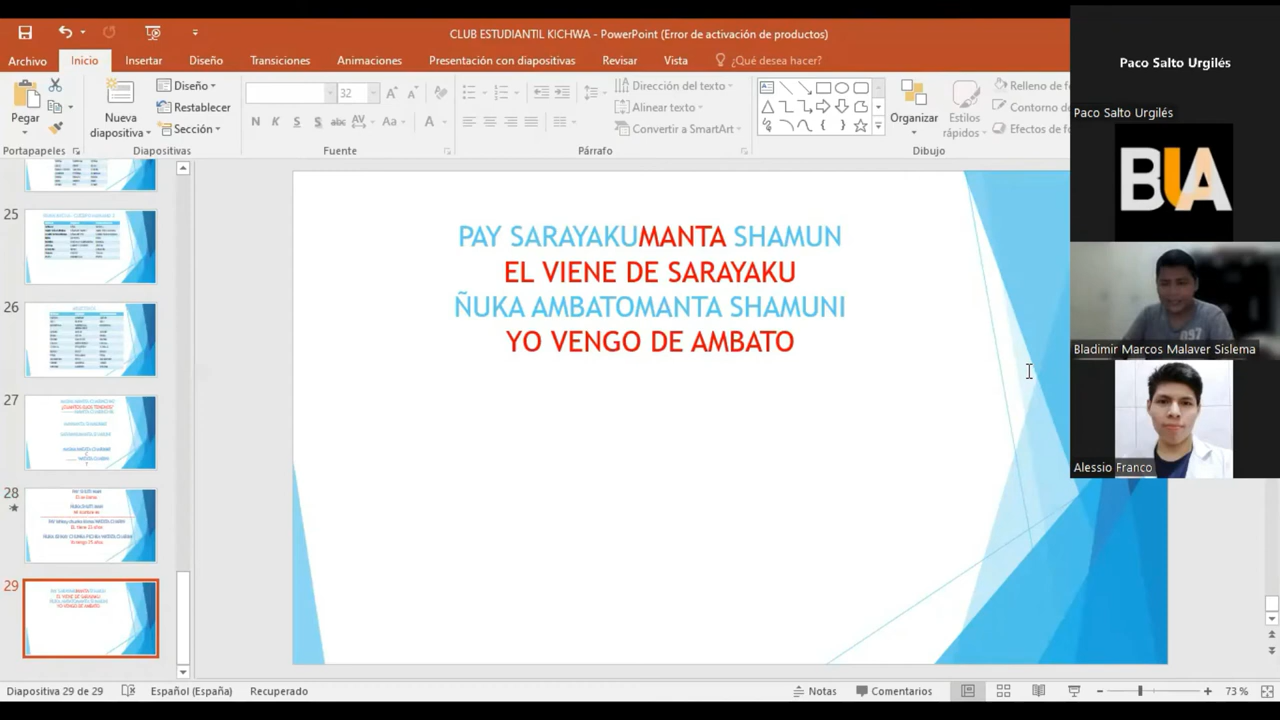 CLUB ESTUDIANTIL KICHWA - PowerPoint (Error de activación de productos)
Archivo Inicio Insertar Diseño Transiciones Animaciones Presentación con diapositivas Revisar Vista ¿Qué desea hacer?
Pegar
Nueva diapositiva
Diseño
Restablecer
Sección
32
N K S S abc AV Aa A
Dirección del texto
Alinear texto
Convertir a SmartArt
Organizar
Estilos rápidos
Relleno de
Contorno de
Efectos de
Portapapeles Diapositivas Fuente Párrafo Dibujo
25
26
27
28
29
PAY SARAYAKUMANTA SHAMUN
EL VIENE DE SARAYAKU
ÑUKA AMBATOMANTA SHAMUNI
YO VENGO DE AMBATO
Paco Salto Urgilés
Paco Salto Urgilés
BUA
Bladimir Marcos Malaver Sislema
Alessio Franco
Diapositiva 29 de 29 Español (España) Recuperado Notas Comentarios 73 %